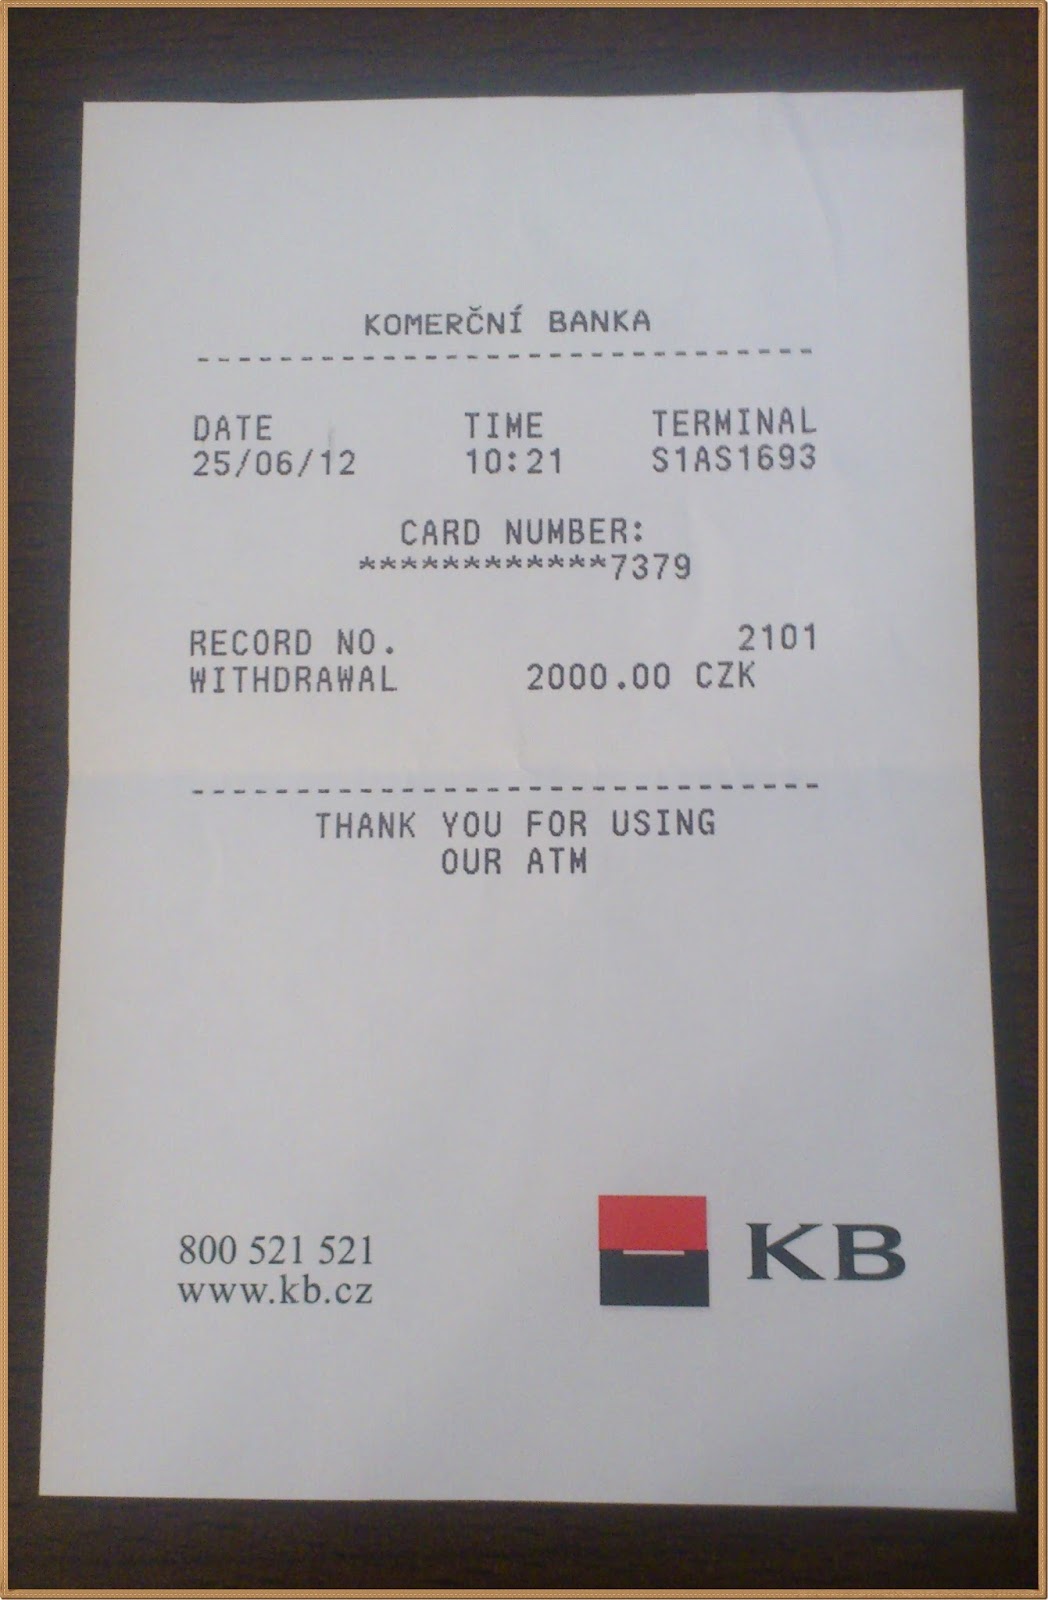 KOMERČNÍ BANKA
------------------------------
DATE TIME TERMINAL
25/06/12 10:21 S1AS1693
CARD NUMBER:
************7379
RECORD NO. 2101
WITHDRAWAL 2000.00 CZK
------------------------------
THANK YOU FOR USING
OUR ATM
800 521 521
www.kb.cz
KB